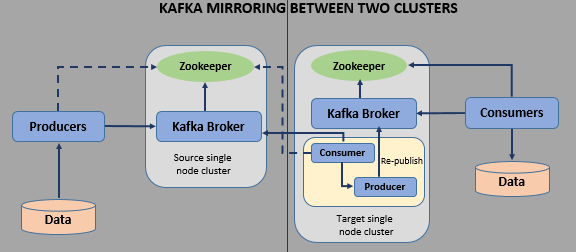 KAFKA MIRRORING BETWEEN TWO CLUSTERS
Zookeeper
Zookeeper
Producers
Kafka Broker
Kafka Broker
Consumers
Source single
node cluster
Consumer
Re-publish
Producer
Data
Data
Target single
node cluster